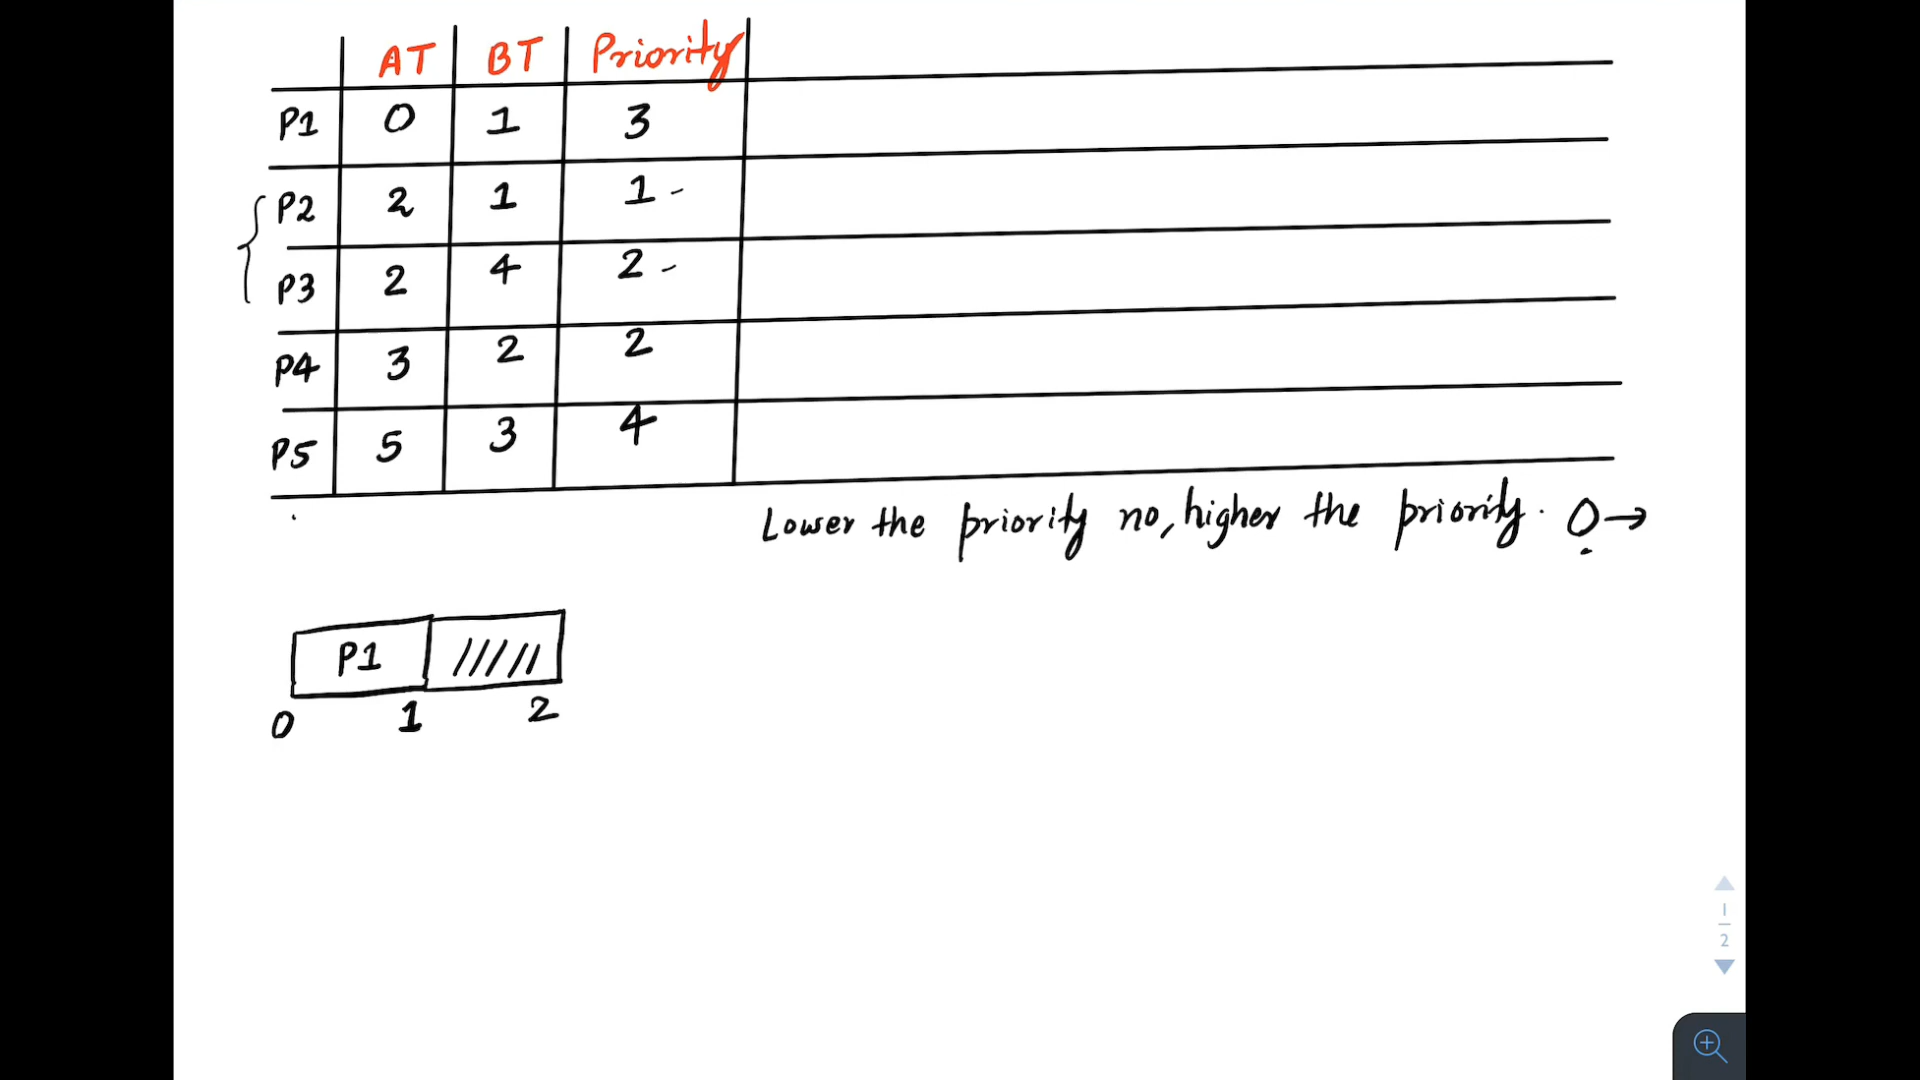 AT BT Priority
P1 0 1 3
P2 2 1 1 -
P3 2 4 2 -
P4 3 2 2
P5 5 3 4
Lower the priority no, higher the priority. 0→
P1
0 1 2
1
2